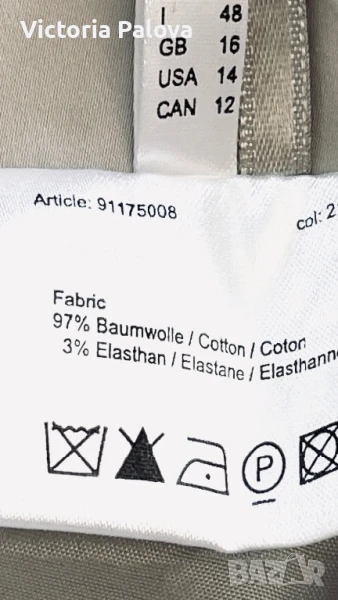 Victoria Palova
I 48
GB 16
USA 14
CAN 12
Article: 91175008
col: 2
Fabric
97% Baumwolle / Cotton / Coton
3% Elasthan / Elastane / Elasthanne
P
BAZAR